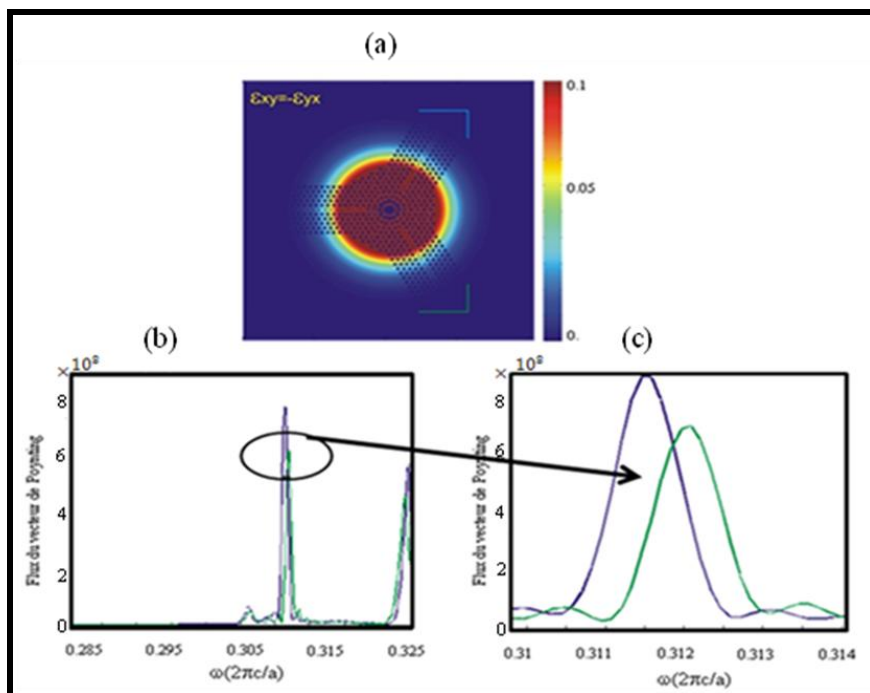 (a)
εxy=-εyx
0.1
0.05
0.
(b)
× 10⁸
8
6
4
2
0
Flux du vecteur de Poynting
0.285 0.295 0.305 0.315 0.325
ω(2πc/a)
(c)
× 10⁸
8
6
4
2
0
Flux du vecteur de Poynting
0.31 0.311 0.312 0.313 0.314
ω(2πc/a)